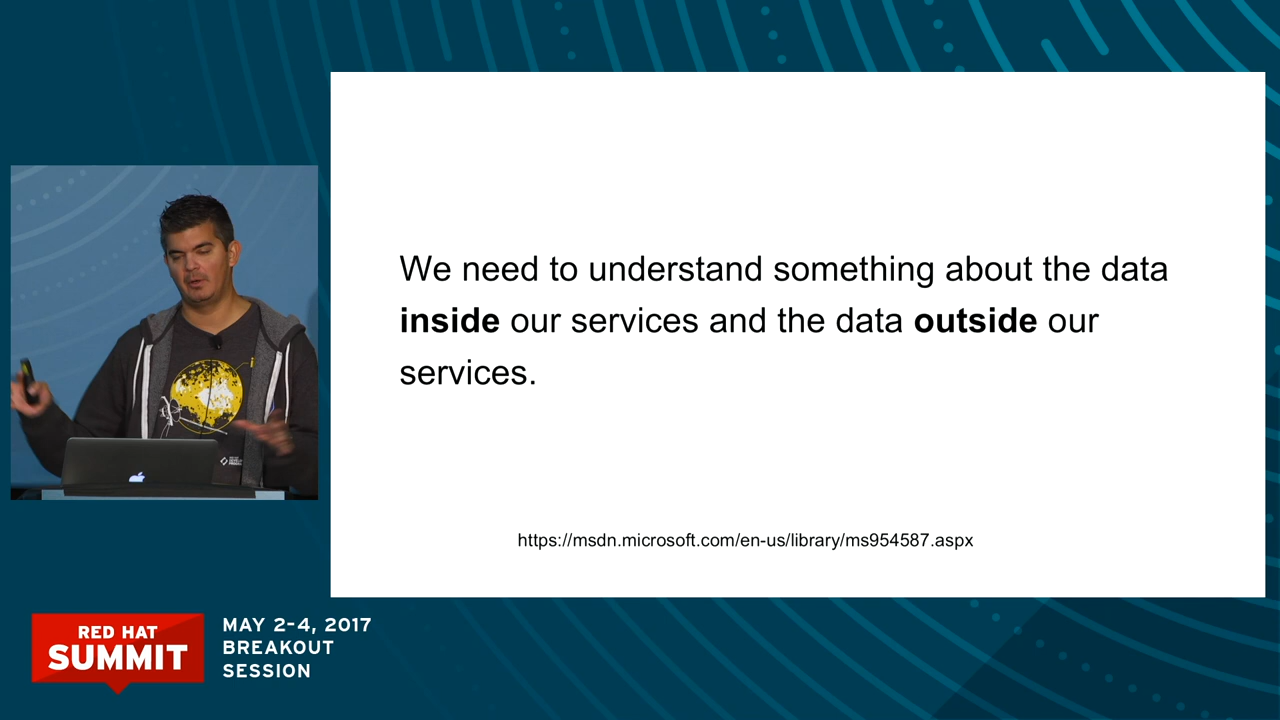 We need to understand something about the data
inside our services and the data outside our
services.
https://msdn.microsoft.com/en-us/library/ms954587.aspx
RED HAT
SUMMIT
MAY 2-4, 2017
BREAKOUT
SESSION